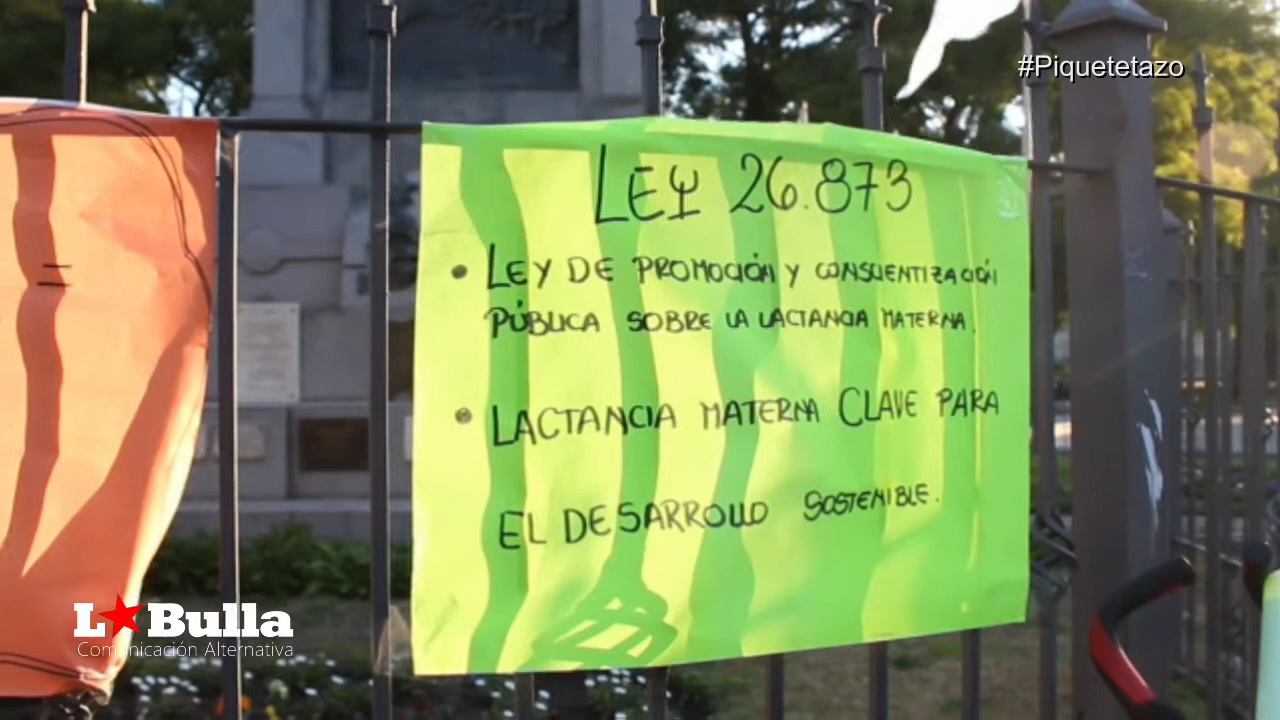 #Piquetetazo
LEY 26.873
• LEY DE PROMOCIÓN Y CONSCIENTIZACIÓN
PÚBLICA SOBRE LA LACTANCIA MATERNA.
• LACTANCIA MATERNA CLAVE PARA
EL DESARROLLO SOSTENIBLE.
L★Bulla
Comunicación Alternativa